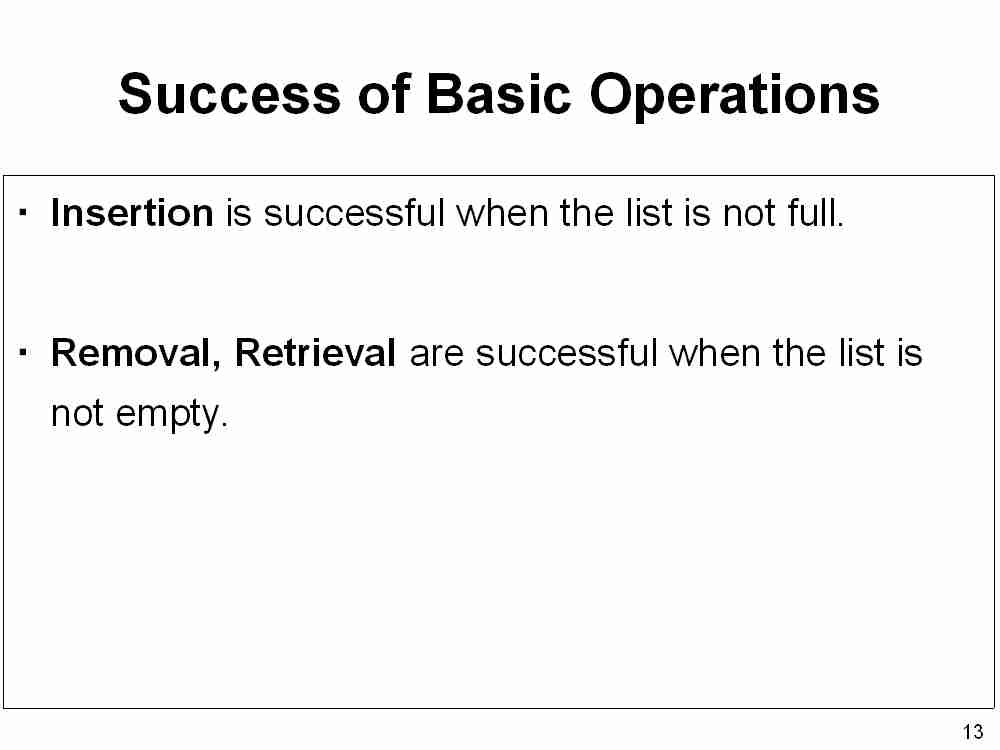 Success of Basic Operations
▪ Insertion is successful when the list is not full.
▪ Removal, Retrieval are successful when the list is
not empty.
13